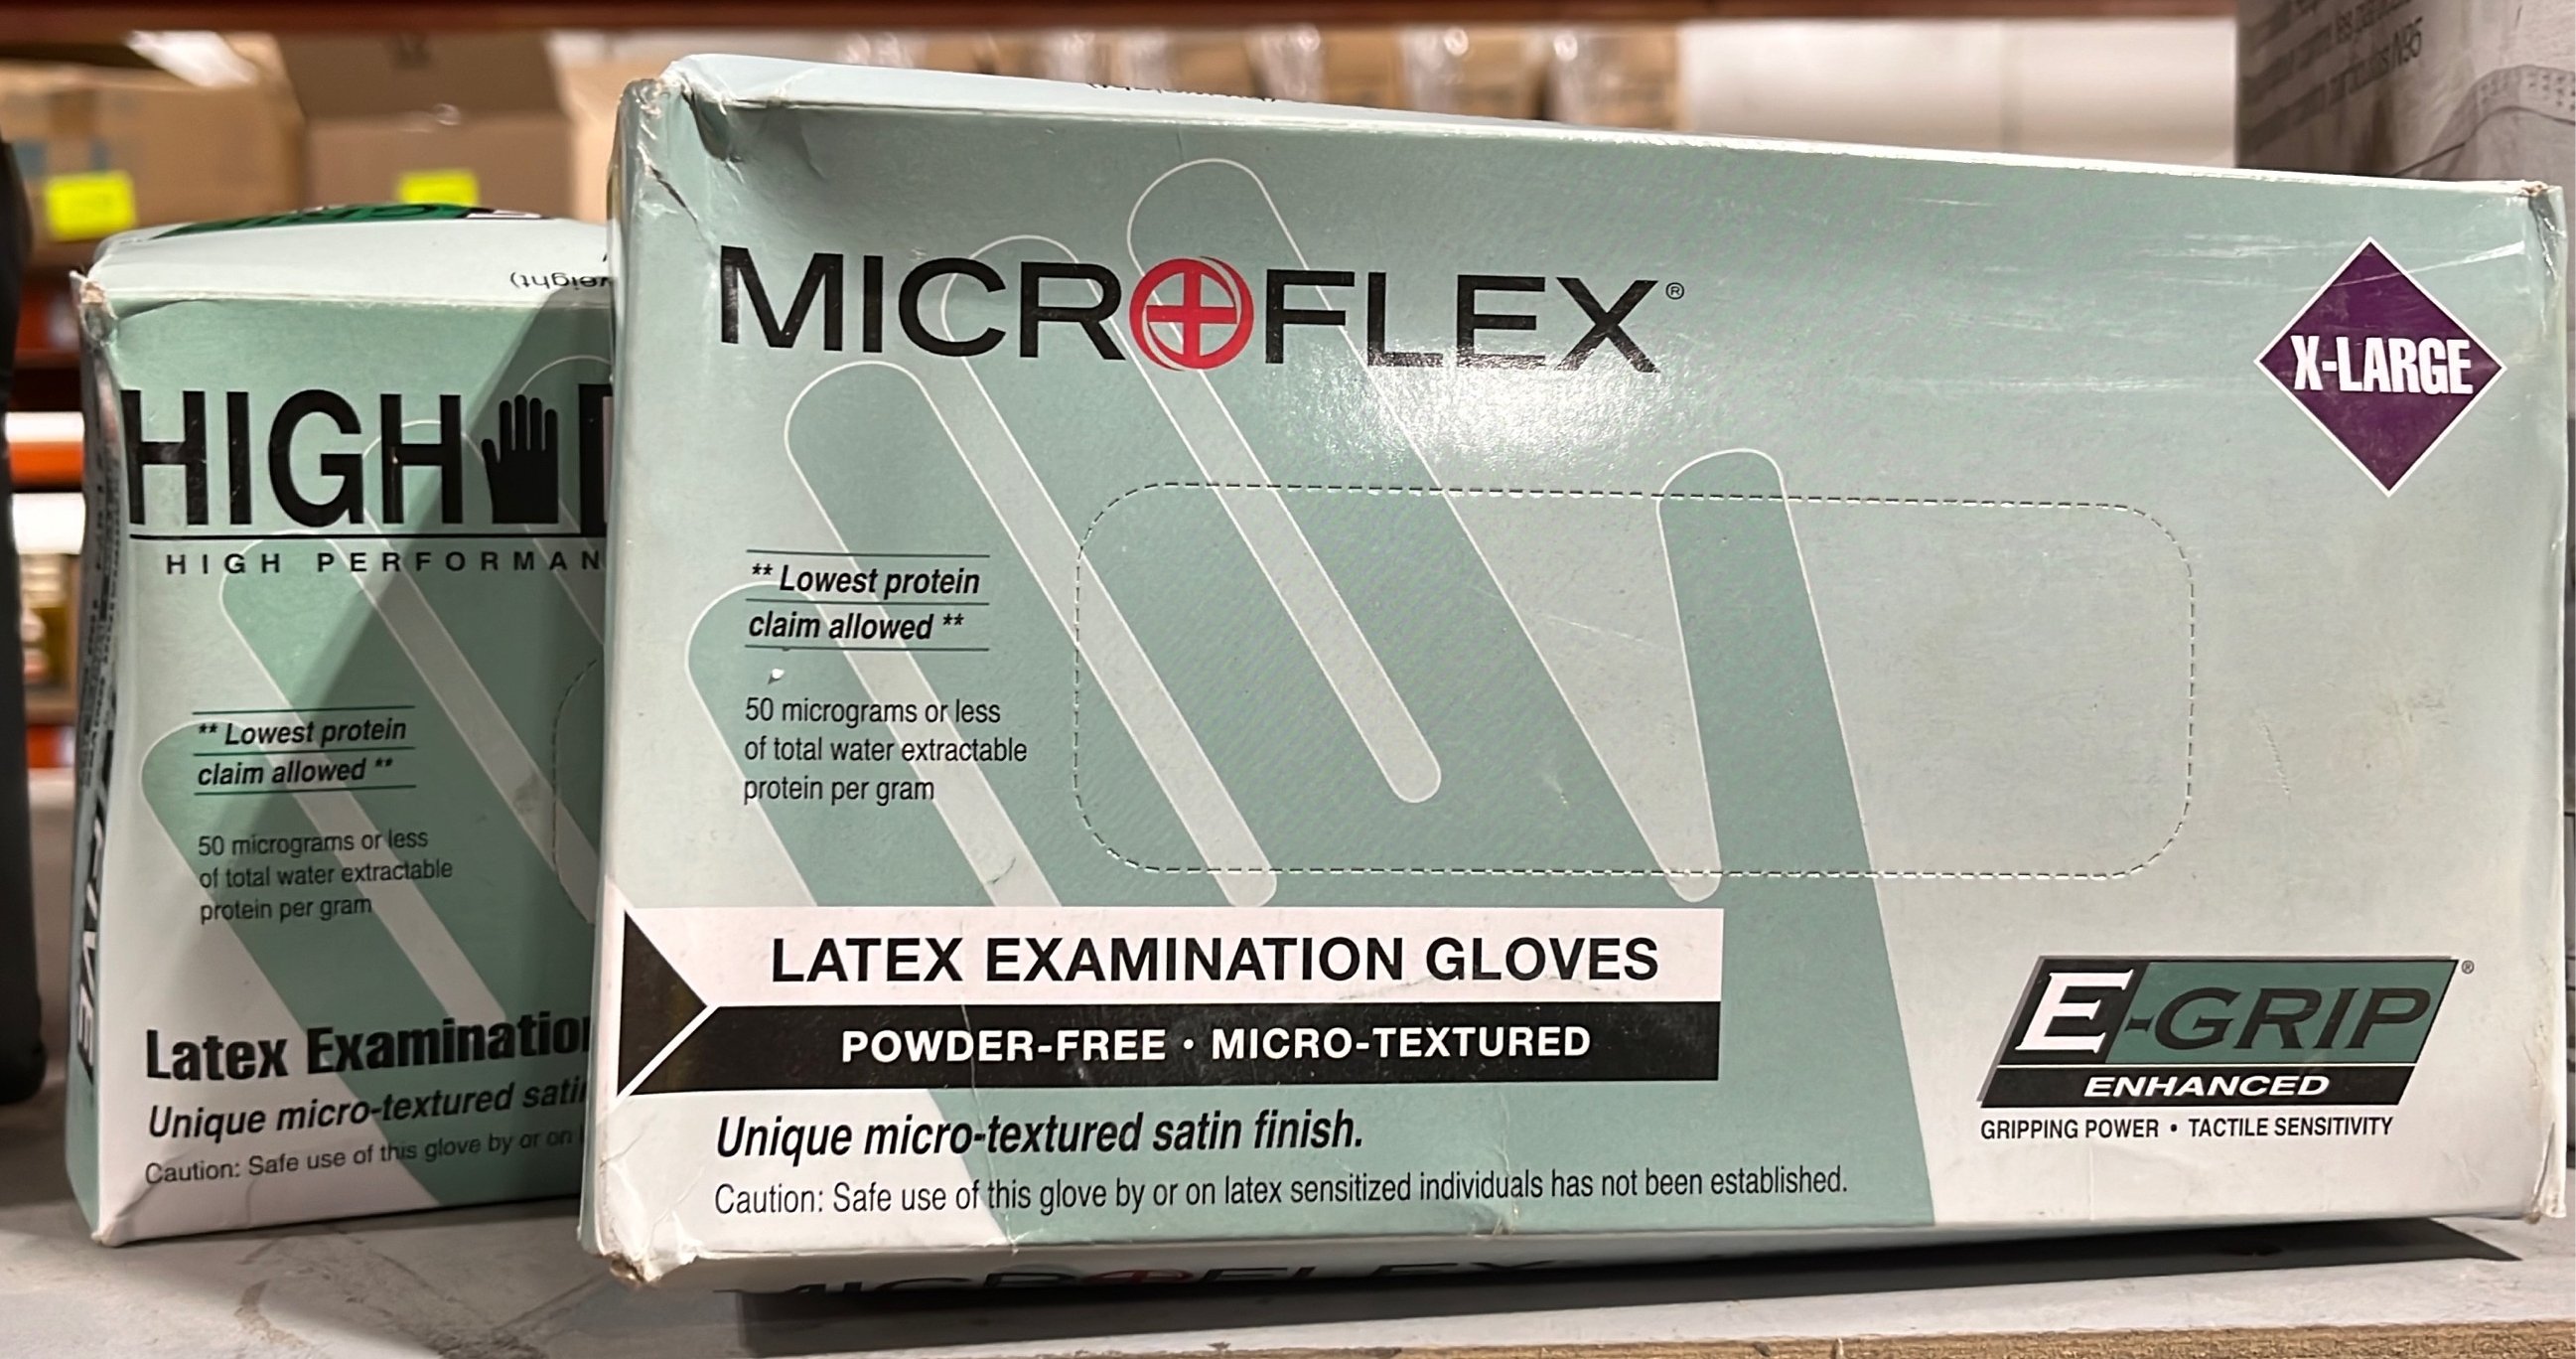 MICROFLEX®
X-LARGE
** Lowest protein
claim allowed **
50 micrograms or less
of total water extractable
protein per gram
LATEX EXAMINATION GLOVES
POWDER-FREE • MICRO-TEXTURED
Unique micro-textured satin finish.
Caution: Safe use of this glove by or on latex sensitized individuals has not been established.
E-GRIP®
ENHANCED
GRIPPING POWER • TACTILE SENSITIVITY
MICROFLEX
HIGH
HIGH PERFORMAN
** Lowest protein
claim allowed **
50 micrograms or less
of total water extractable
protein per gram
Latex Examination
Unique micro-textured satin
Caution: Safe use of this glove by or on
N95